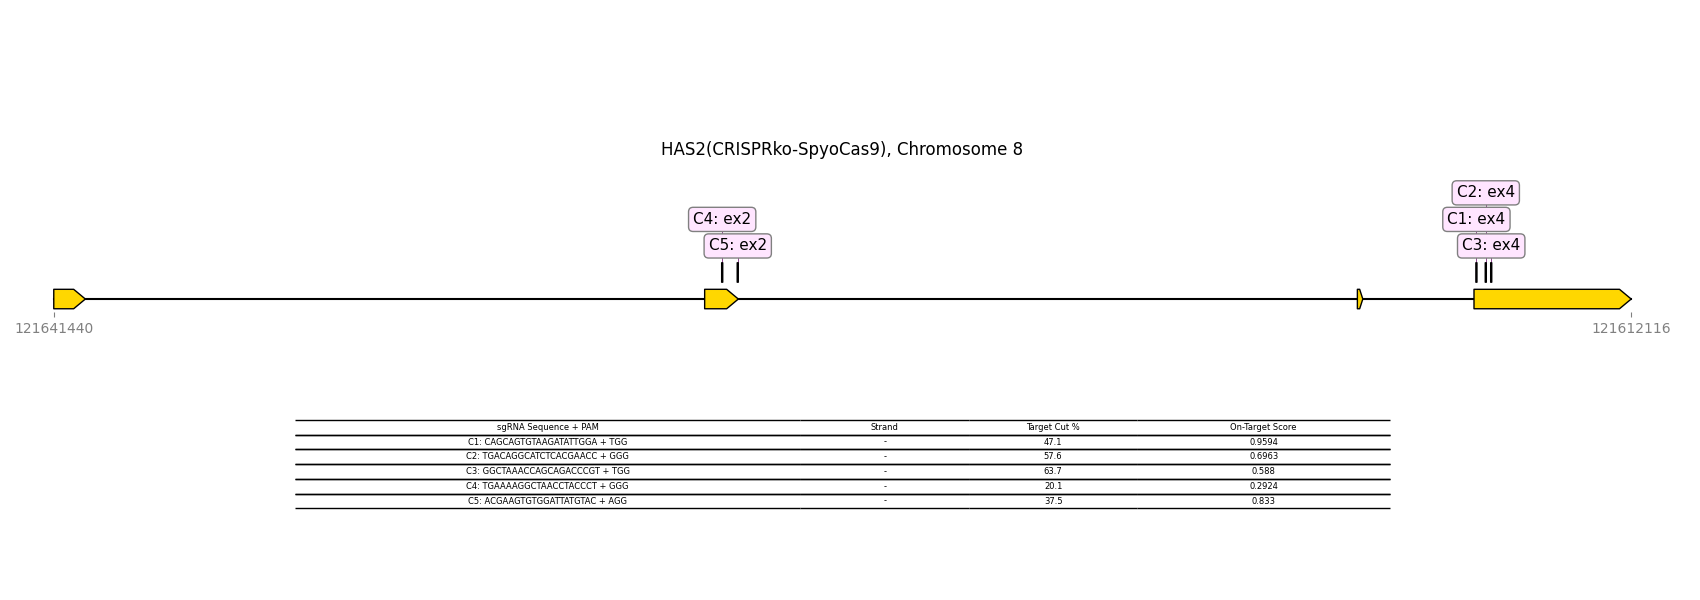 HAS2(CRISPRko-SpyoCas9), Chromosome 8
C2: ex4
C4: ex2
C1: ex4
C5: ex2
C3: ex4
121641440
121612116
sgRNA Sequence + PAM Strand Target Cut % On-Target Score
C1: CAGCAGTGTAAGATATTGGA + TGG - 47.1 0.9594
C2: TGACAGGCATCTCACGAACC + GGG - 57.6 0.6963
C3: GGCTAAACCAGCAGACCCGT + TGG - 63.7 0.588
C4: TGAAAAGGCTAACCTACCCT + GGG - 20.1 0.2924
C5: ACGAAGTGTGGATTATGTAC + AGG - 37.5 0.833